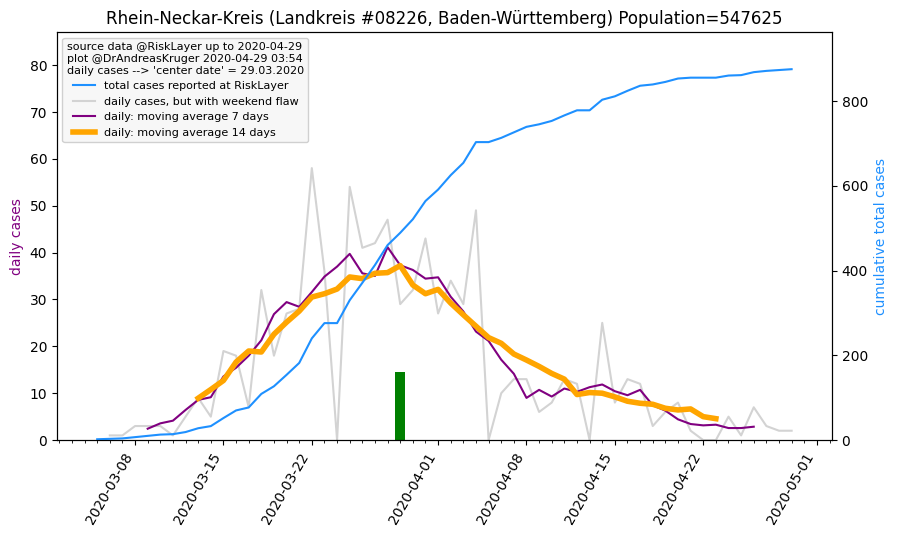 Rhein-Neckar-Kreis (Landkreis #08226, Baden-Württemberg) Population=547625
source data @RiskLayer up to 2020-04-29
plot @DrAndreasKruger 2020-04-29 03:54
daily cases --> 'center date' = 29.03.2020
total cases reported at RiskLayer
daily cases, but with weekend flaw
daily: moving average 7 days
daily: moving average 14 days
daily cases
80
70
60
50
40
30
20
10
0
cumulative total cases
800
600
400
200
0
2020-03-08
2020-03-15
2020-03-22
2020-04-01
2020-04-08
2020-04-15
2020-04-22
2020-05-01